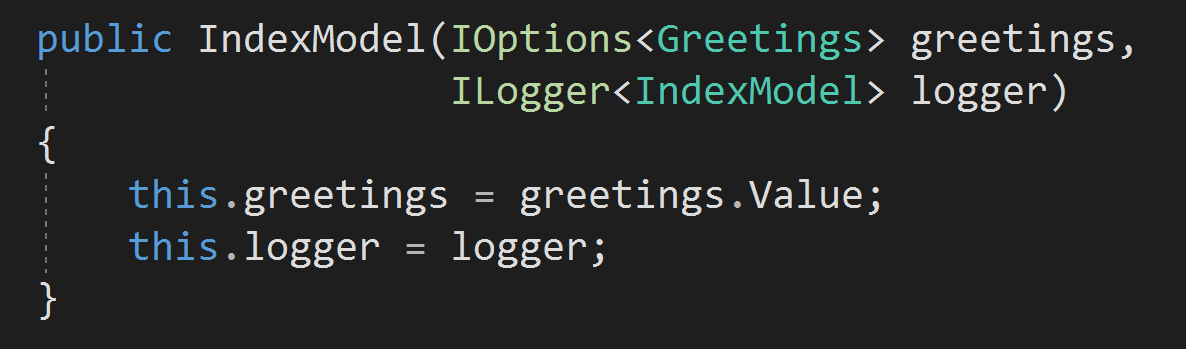 public IndexModel(IOptions<Greetings> greetings,
                  ILogger<IndexModel> logger)
{
    this.greetings = greetings.Value;
    this.logger = logger;
}